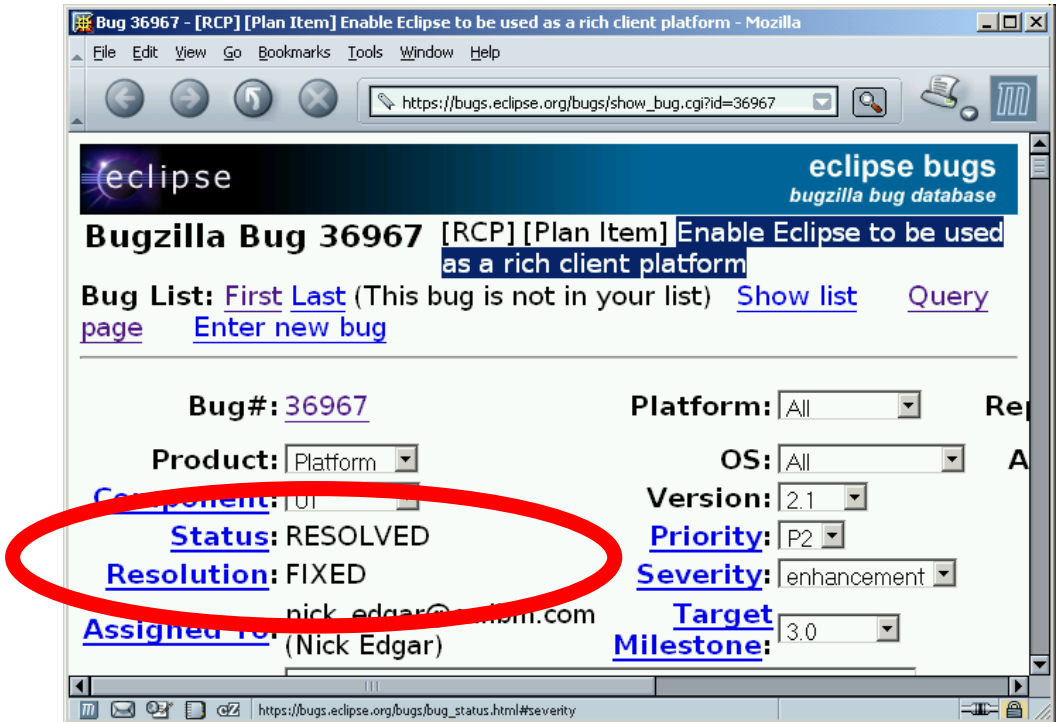 Bug 36967 - [RCP] [Plan Item] Enable Eclipse to be used as a rich client platform - Mozilla
File Edit View Go Bookmarks Tools Window Help
https://bugs.eclipse.org/bugs/show_bug.cgi?id=36967
eclipse
eclipse bugs
bugzilla bug database
Bugzilla Bug 36967 [RCP] [Plan Item] Enable Eclipse to be used
as a rich client platform
Bug List: First Last (This bug is not in your list) Show list Query
page Enter new bug
Bug#: 36967 Platform: All Rep
Product: Platform OS: All A
Component: UI Version: 2.1
Status: RESOLVED Priority: P2
Resolution: FIXED Severity: enhancement
Assigned To: Target
(Nick Edgar) Milestone: 3.0
https://bugs.eclipse.org/bugs/bug_status.html#severity